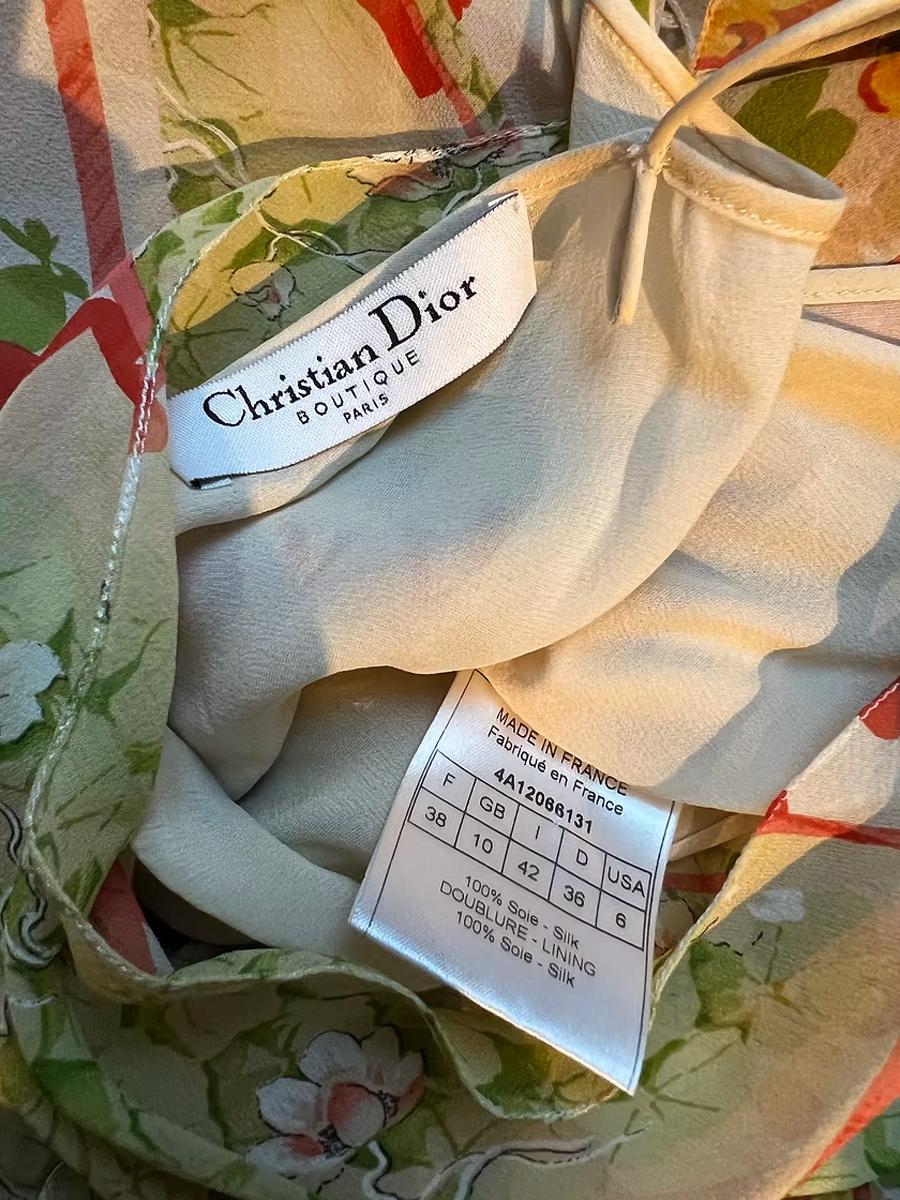 Christian Dior
BOUTIQUE
PARIS
MADE IN FRANCE
Fabriqué en France
4A12066131
F GB I D USA
38 10 42 36 6
100% Soie - Silk
DOUBLURE - LINING
100% Soie - Silk